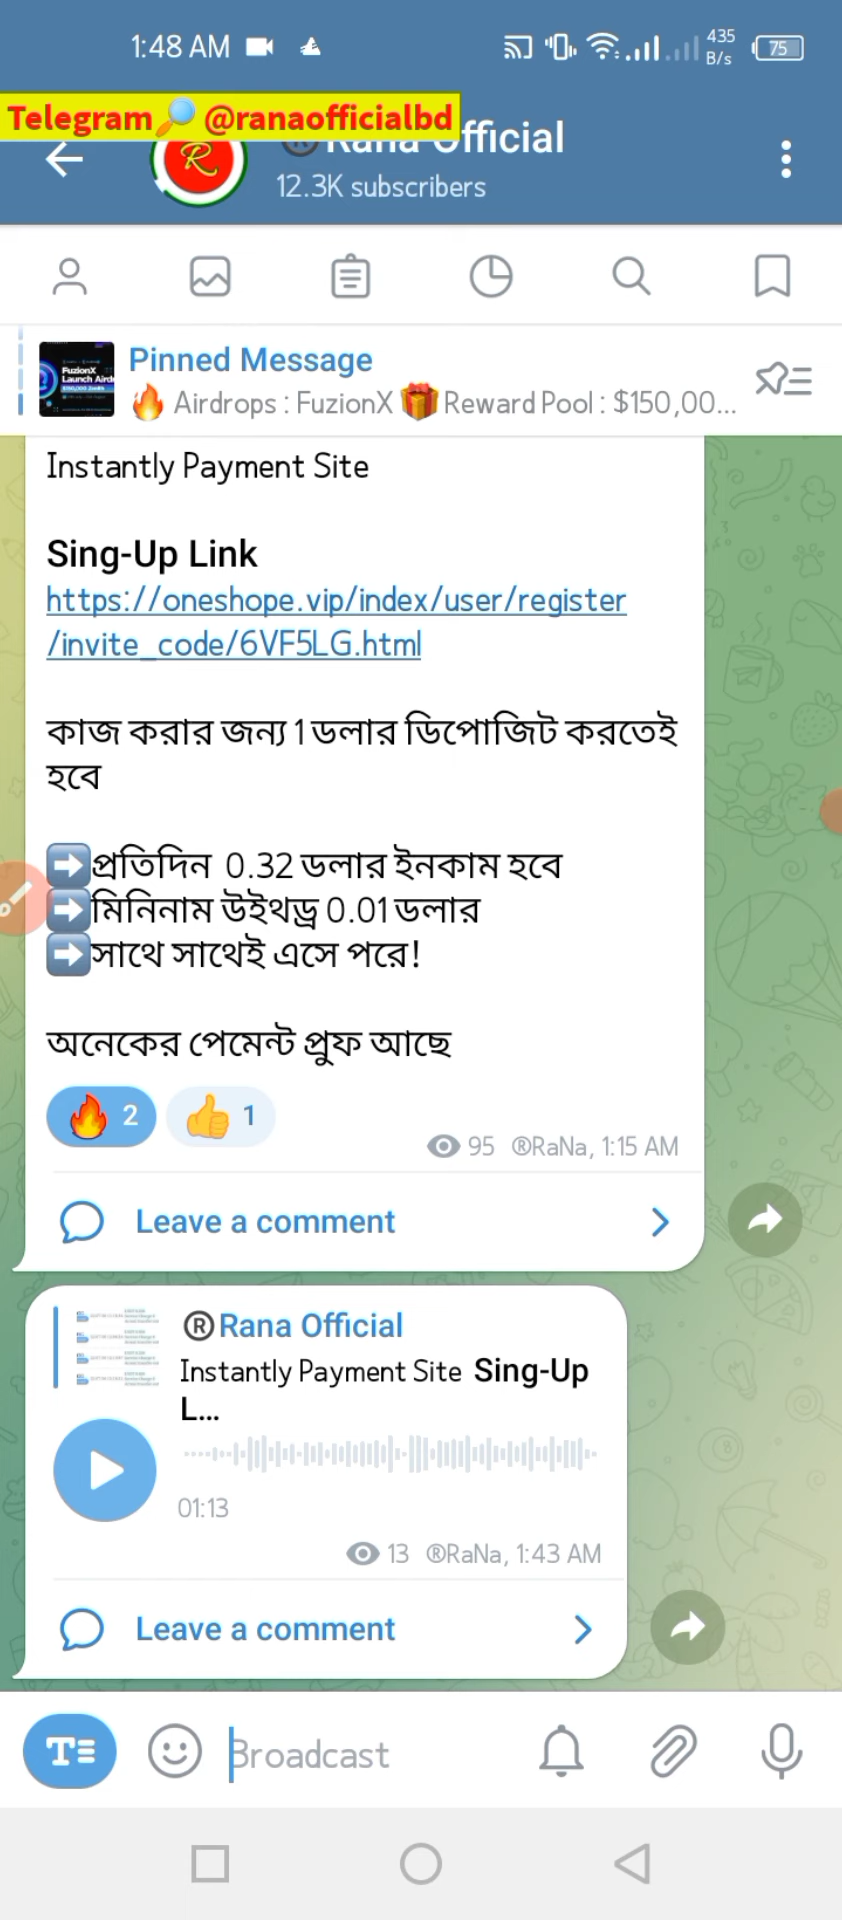 1:48 AM
435
B/s
75
Telegram🔎 @ranaofficialbd
Rana Official
12.3K subscribers
FuzionX
Pinned Message
🔥 Airdrops : FuzionX 🎁Reward Pool : $150,00...
Instantly Payment Site
Sing-Up Link
https://oneshope.vip/index/user/register
/invite_code/6VF5LG.html
কাজ করার জন্য 1 ডলার ডিপোজিট করতেই
হবে
➡️প্রতিদিন 0.32 ডলার ইনকাম হবে
➡️মিনিনাম উইথড্র 0.01 ডলার
➡️সাথে সাথেই এসে পরে!
অনেকের পেমেন্ট প্রুফ আছে
🔥 2 👍 1
95 ®RaNa, 1:15 AM
Leave a comment
®Rana Official
Instantly Payment Site Sing-Up
L...
01:13
13 ®RaNa, 1:43 AM
Leave a comment
Broadcast